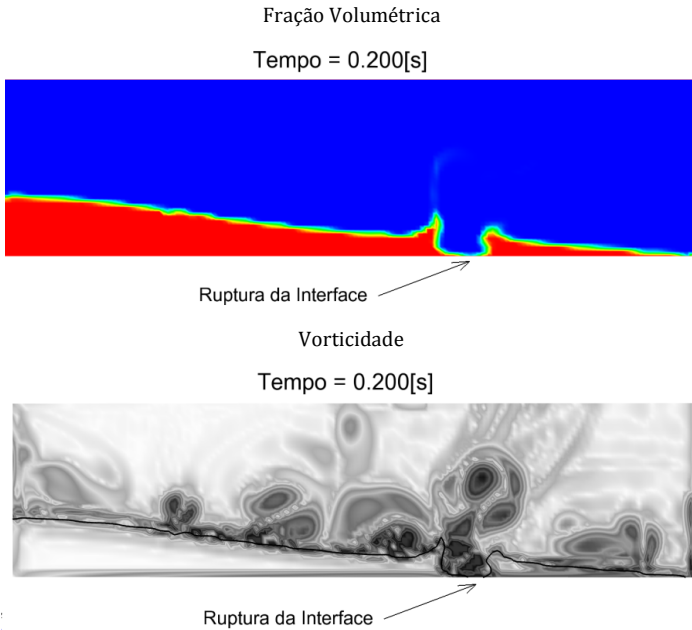 Fração Volumétrica
Tempo = 0.200[s]
Ruptura da Interface
Vorticidade
Tempo = 0.200[s]
Ruptura da Interface